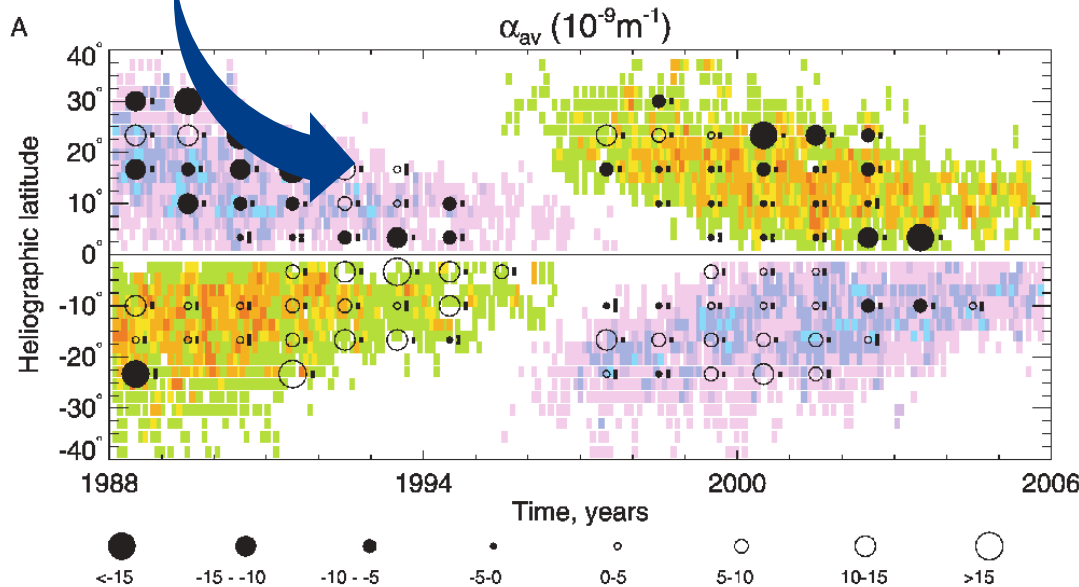 A
α_av (10⁻⁹m⁻¹)
40°
30°
20°
10°
0
-10°
-20°
-30°
-40°
Heliographic latitude
1988 1994 2000 2006
Time, years
<-15 -15 - -10 -10 - -5 -5-0 0-5 5-10 10-15 >15